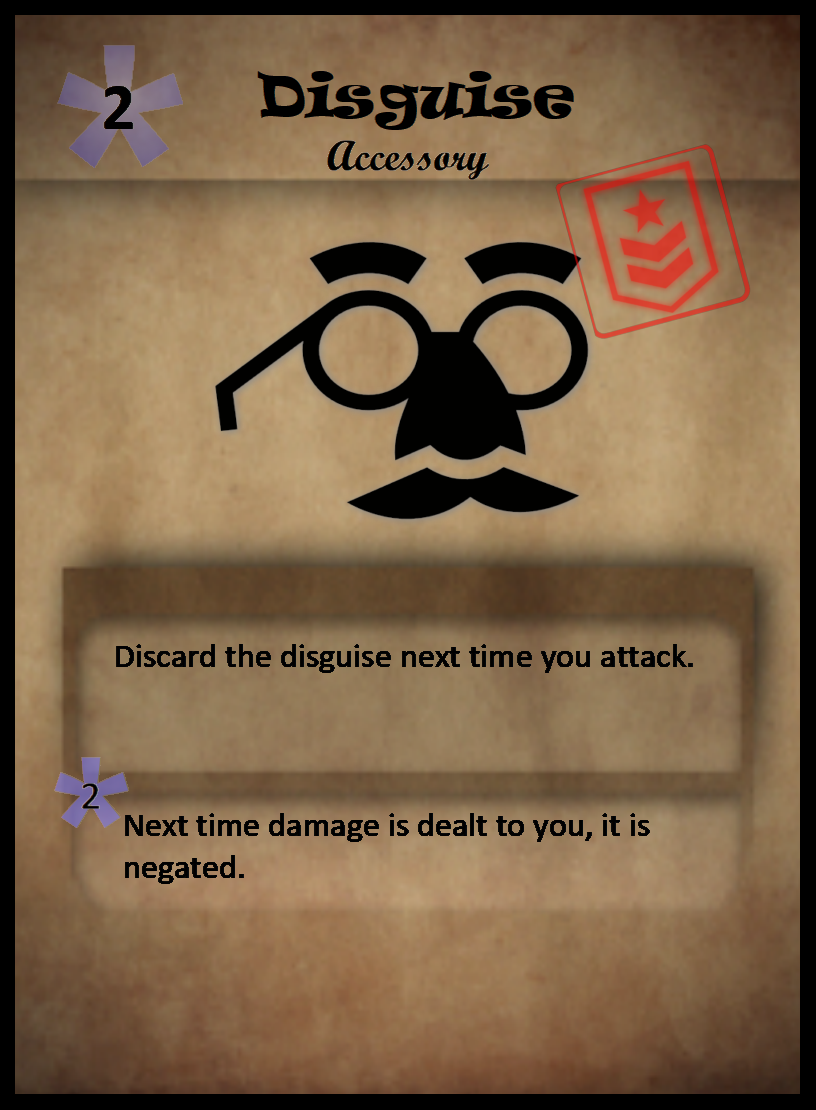 2
Disguise
Accessory
Discard the disguise next time you attack.
2
Next time damage is dealt to you, it is
negated.